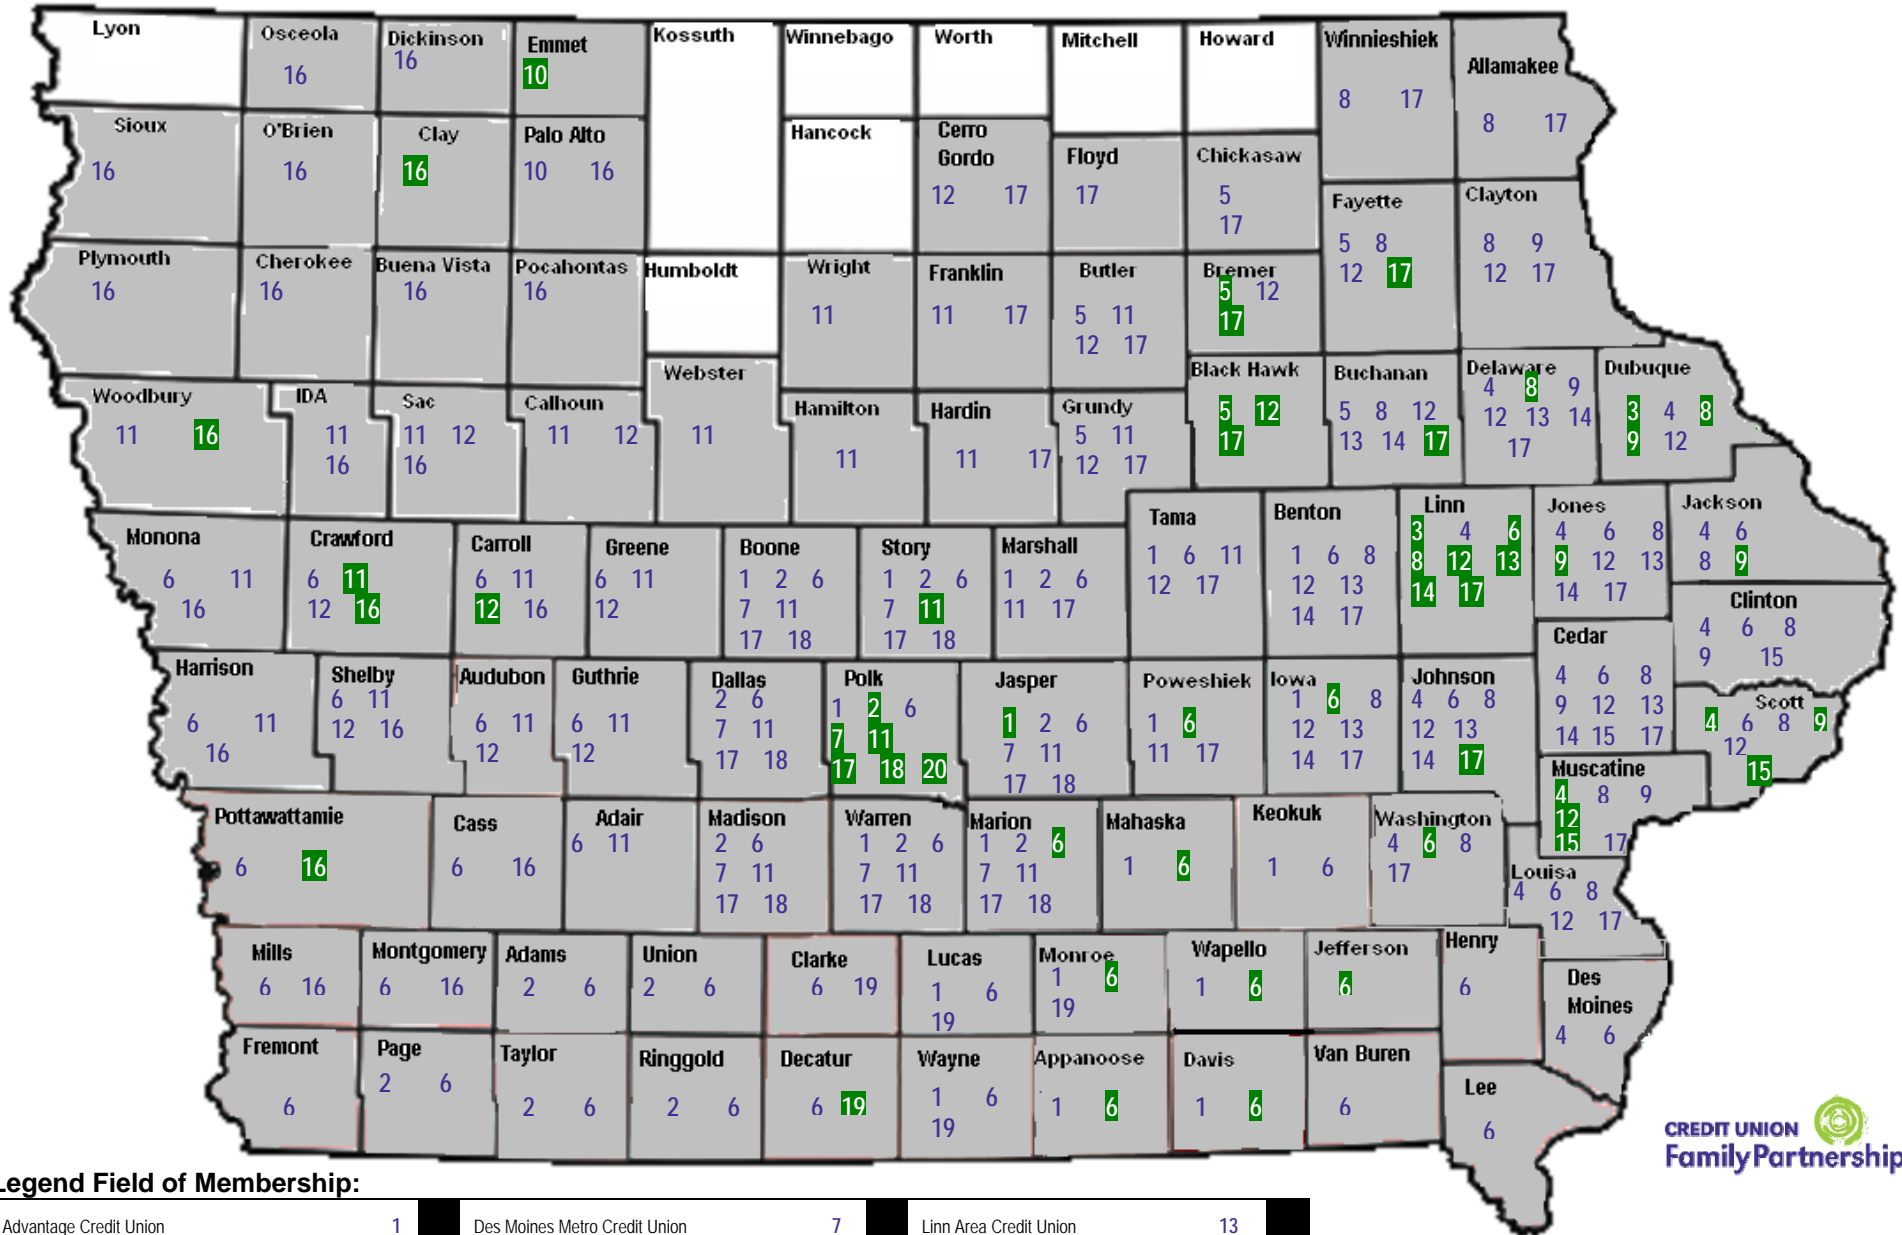 Lyon
Osceola
16
Dickinson
16
Emmet
10
Kossuth
Winnebago
Worth
Mitchell
Howard
Winnieshiek
8 17
Allamakee
8 17
Sioux
16
O'Brien
16
Clay
16
Palo Alto
10 16
Hancock
Cerro
Gordo
12 17
Floyd
17
Chickasaw
5
17
Fayette
5 8
12 17
Clayton
8 9
12 17
Plymouth
16
Cherokee
16
Buena Vista
16
Pocahontas
16
Humboldt
Wright
11
Franklin
11 17
Butler
5 11
12 17
Bremer
5 12
17
Woodbury
11 16
IDA
11
16
Sac
11 12
16
Calhoun
11 12
Webster
11
Hamilton
11
Hardin
11 17
Grundy
5 11
12 17
Black Hawk
5 12
17
Buchanan
5 8 12
13 14 17
Delaware
4 8 9
12 13 14
17
Dubuque
3 4 8
9 12
Monona
6 11
16
Crawford
6 11
12 16
Carroll
6 11
12 16
Greene
6 11
12
Boone
1 2 6
7 11
17 18
Story
1 2 6
7 11
17 18
Marshall
1 2 6
11 17
Tama
1 6 11
12 17
Benton
1 6 8
12 13
14 17
Linn
3 4 6
8 12 13
14 17
Jones
4 6 8
9 12 13
14 17
Jackson
4 6
8 9
Clinton
4 6 8
9 15
Harrison
6 11
16
Shelby
6 11
12 16
Audubon
6 11
12
Guthrie
6 11
12
Dallas
2 6
7 11
17 18
Polk
1 2 6
7 11
17 18 20
Jasper
1 2 6
7 11
17 18
Poweshiek
1 6
11 17
Iowa
1 6 8
12 13
14 17
Johnson
4 6 8
12 13
14 17
Cedar
4 6 8
9 12 13
14 15 17
Scott
4 6 8 9
12
15
Muscatine
4 8 9
12
15 17
Pottawattamie
6 16
Cass
6 16
Adair
6 11
Madison
2 6
7 11
17 18
Warren
1 2 6
7 11
17 18
Marion
1 2 6
7 11
17 18
Mahaska
1 6
Keokuk
1 6
Washington
4 6 8
17
Louisa
4 6 8
12 17
Mills
6 16
Montgomery
6 16
Adams
2 6
Union
2 6
Clarke
6 19
Lucas
1 6
19
Monroe
1 6
19
Wapello
1 6
Jefferson
6
Henry
6
Des
Moines
4 6
Fremont
6
Page
2 6
Taylor
2 6
Ringgold
2 6
Decatur
6 19
Wayne
1 6
19
Appanoose
1 6
Davis
1 6
Van Buren
6
Lee
6
CREDIT UNION
Family Partnership
Legend Field of Membership:
Advantage Credit Union 1
Des Moines Metro Credit Union 7
Linn Area Credit Union 13